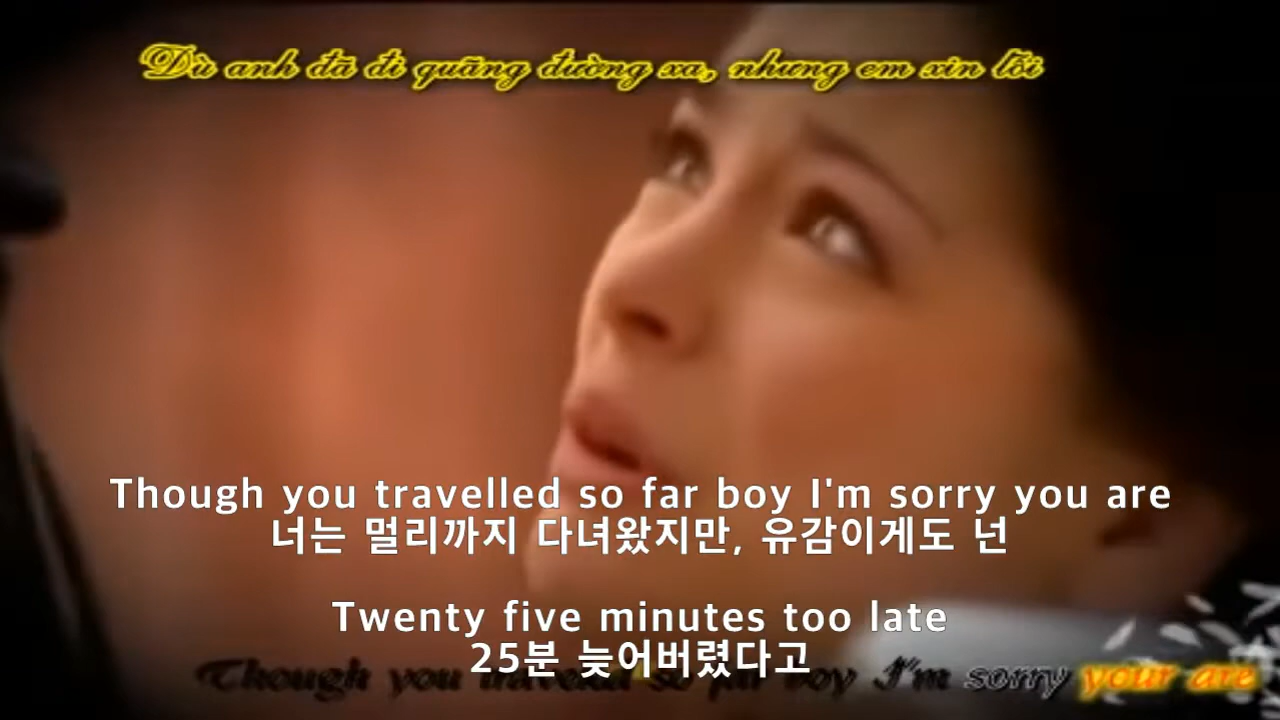 Dù anh đã đi quãng đường xa, nhưng em xin lỗi
Though you travelled so far boy I'm sorry you are
너는 멀리까지 다녀왔지만, 유감이게도 넌
Twenty five minutes too late
25분 늦어버렸다고
Though you traveled so far boy I'm sorry your are